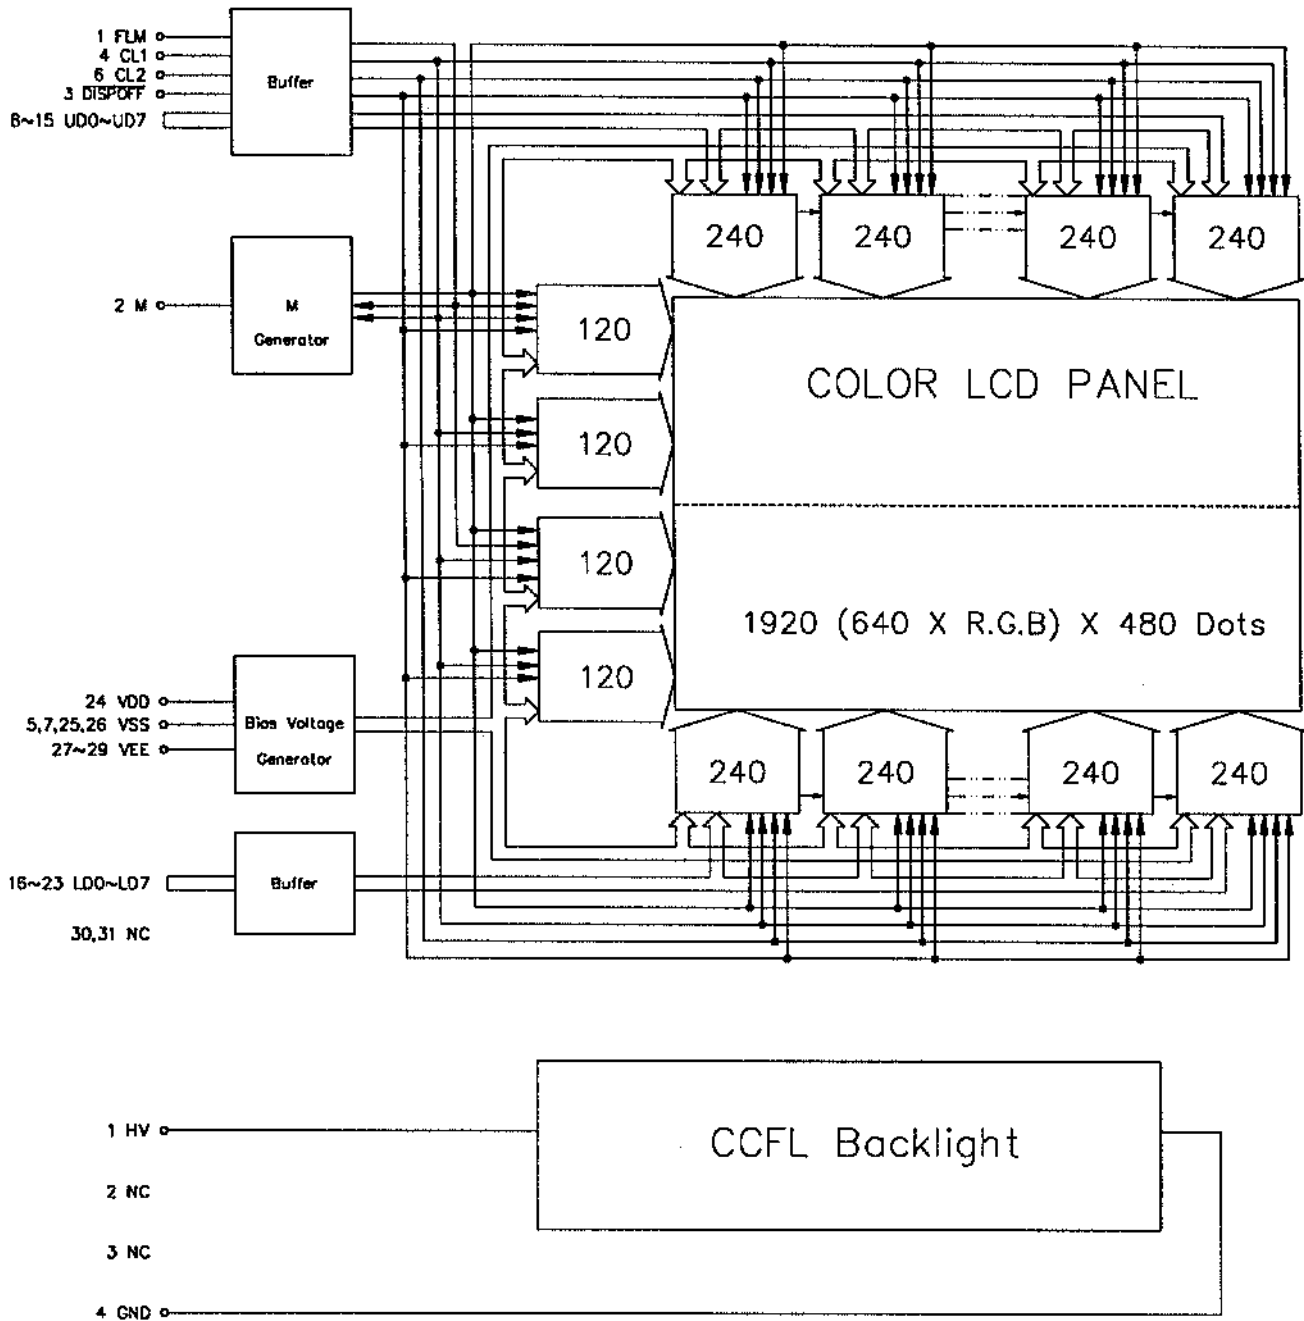 1 FLM
4 CL1
6 CL2
3 DISPOFF
8~15 UD0~UD7
Buffer
240
240
240
240
2 M
M
Generator
120
120
120
120
COLOR LCD PANEL
1920 (640 X R.G.B) X 480 Dots
24 VDD
5,7,25,26 VSS
27~29 VEE
Bias Voltage
Generator
240
240
240
240
16~23 LD0~LD7
Buffer
30,31 NC
1 HV
2 NC
3 NC
4 GND
CCFL Backlight